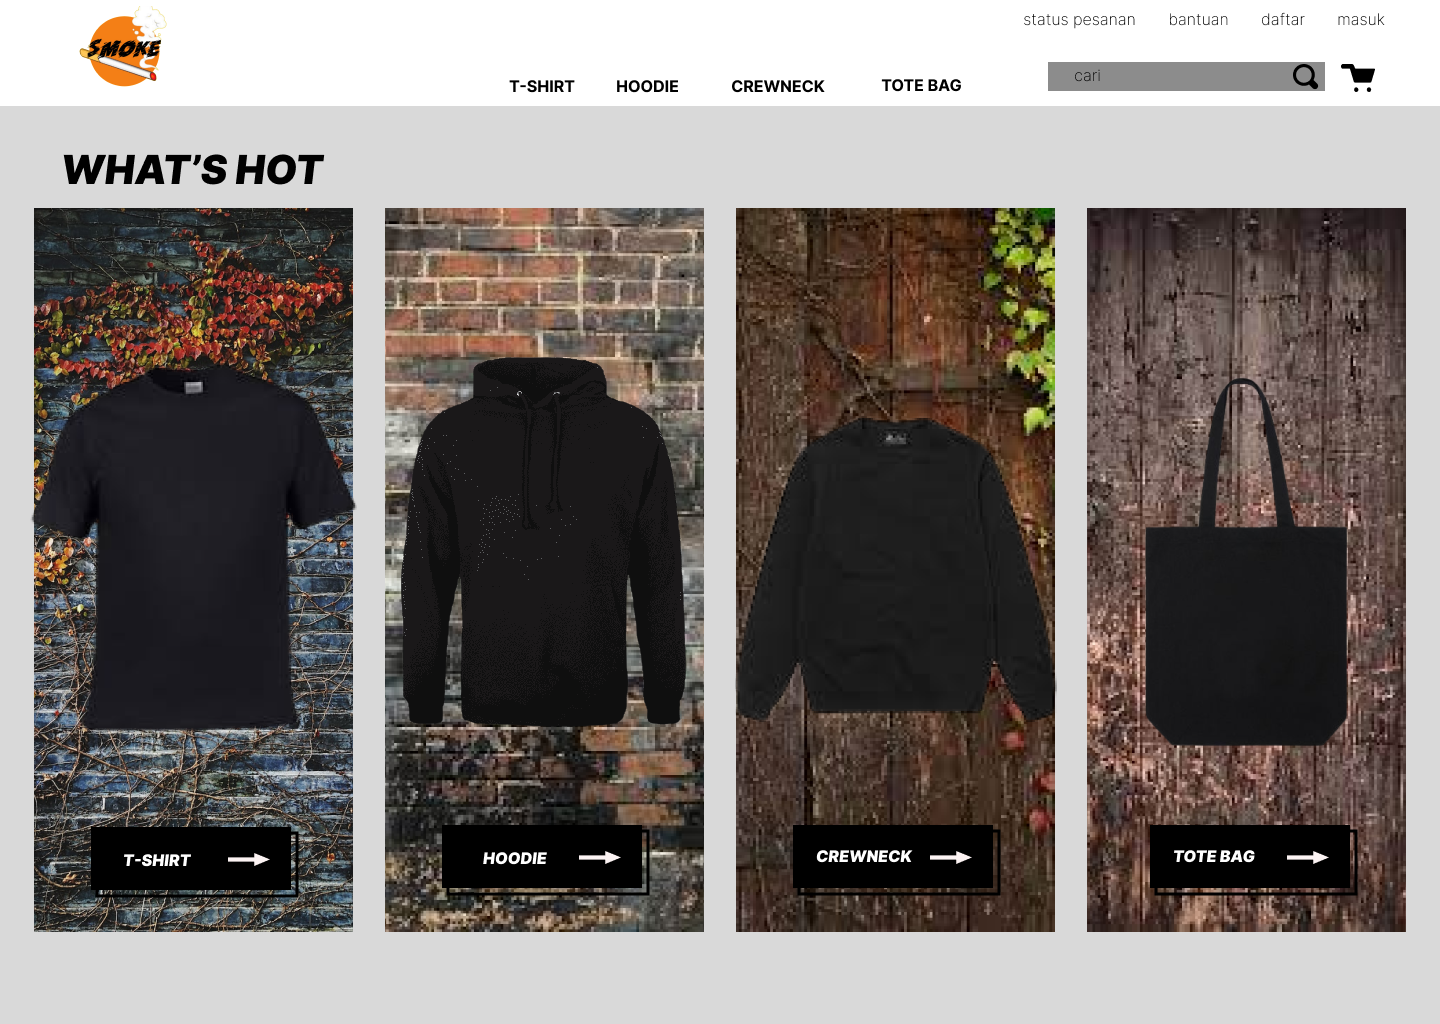 status pesanan bantuan daftar masuk
SMOKE
T-SHIRT HOODIE CREWNECK TOTE BAG
cari
WHAT’S HOT
T-SHIRT
HOODIE
CREWNECK
TOTE BAG